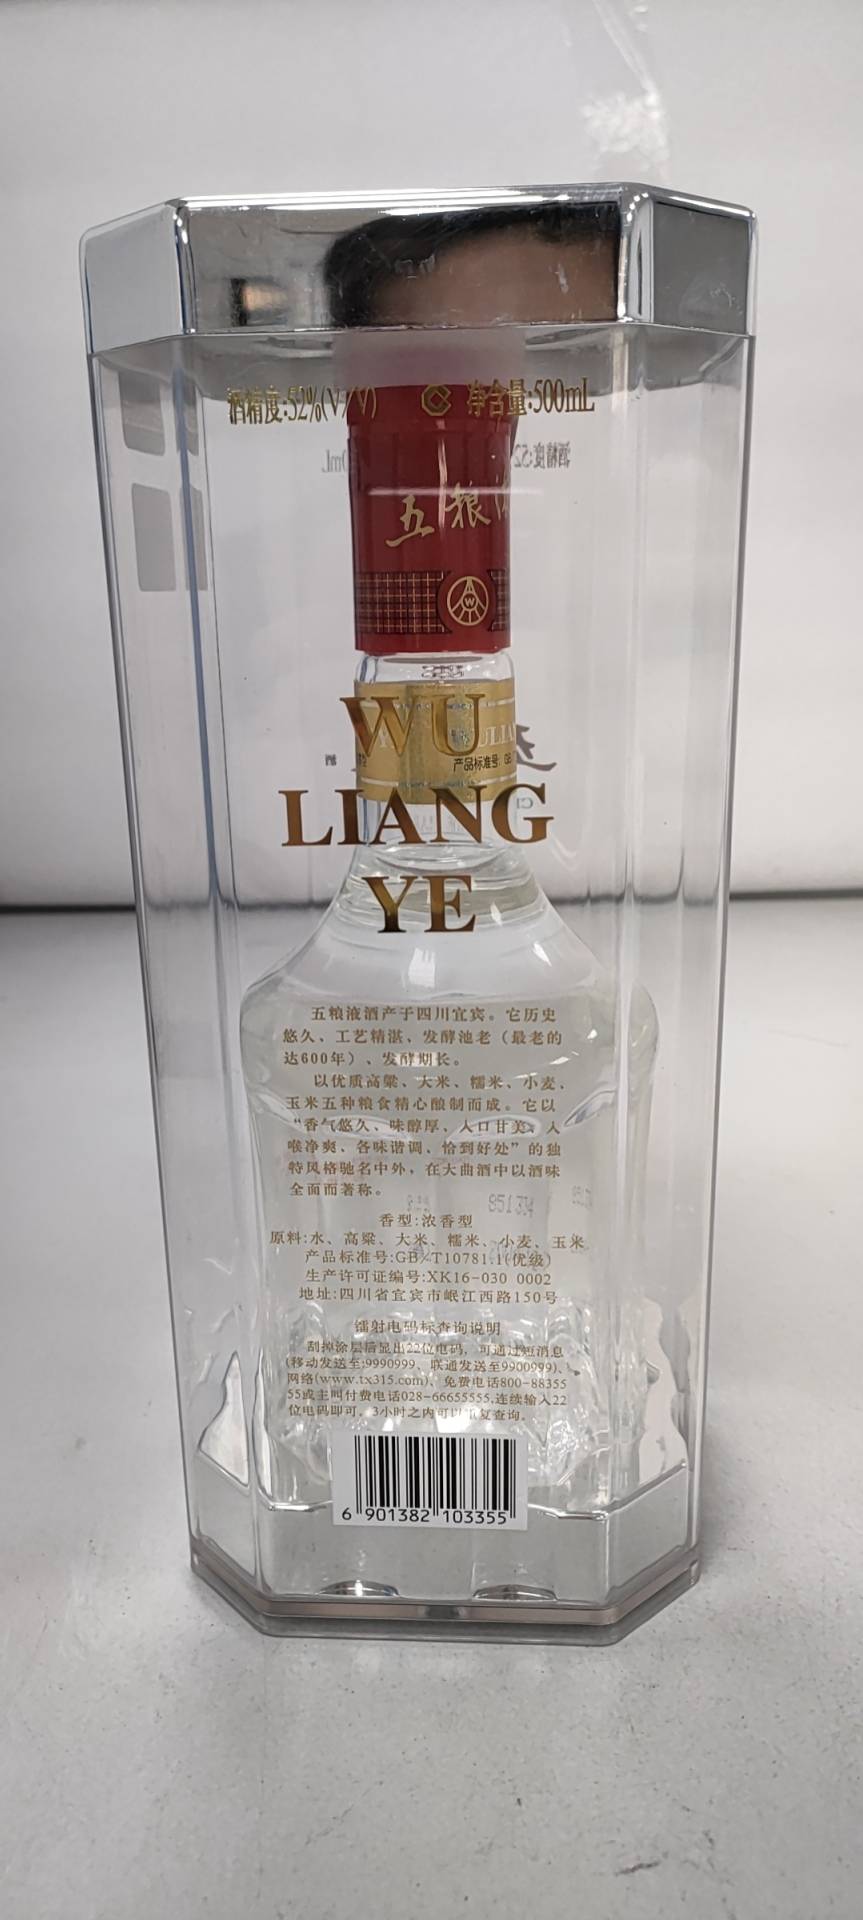 酒精度:52%(V/V) 净含量:500mL
五粮
W
WU
产品标准号: GB
LIANG
YE
五粮液酒产于四川宜宾。它历史
悠久、工艺精湛，发酵池老（最老的
达600年）、发酵期长。
以优质高粱、大米、糯米、小麦、
玉米五种粮食精心酿制而成。它以
“香气悠久、味醇厚、入口甘美、入
喉净爽、各味谐调、恰到好处”的独
特风格驰名中外，在大曲酒中以酒味
全面而著称。
香型:浓香型
原料:水、高粱、大米、糯米、小麦、玉米
产品标准号:GB/T10781.1(优级)
生产许可证编号:XK16-030 0002
地址:四川省宜宾市岷江西路150号
镭射电码标查询说明
刮掉涂层后显出22位电码，可通过短消息
(移动发送至:9990999、联通发送至9900999)、
网络(www.tx315.com)、免费电话800-88355
55或主叫付费电话028-66655555,连续输入22
位电码即可。3小时之内可以重复查询。
6 901382 103355